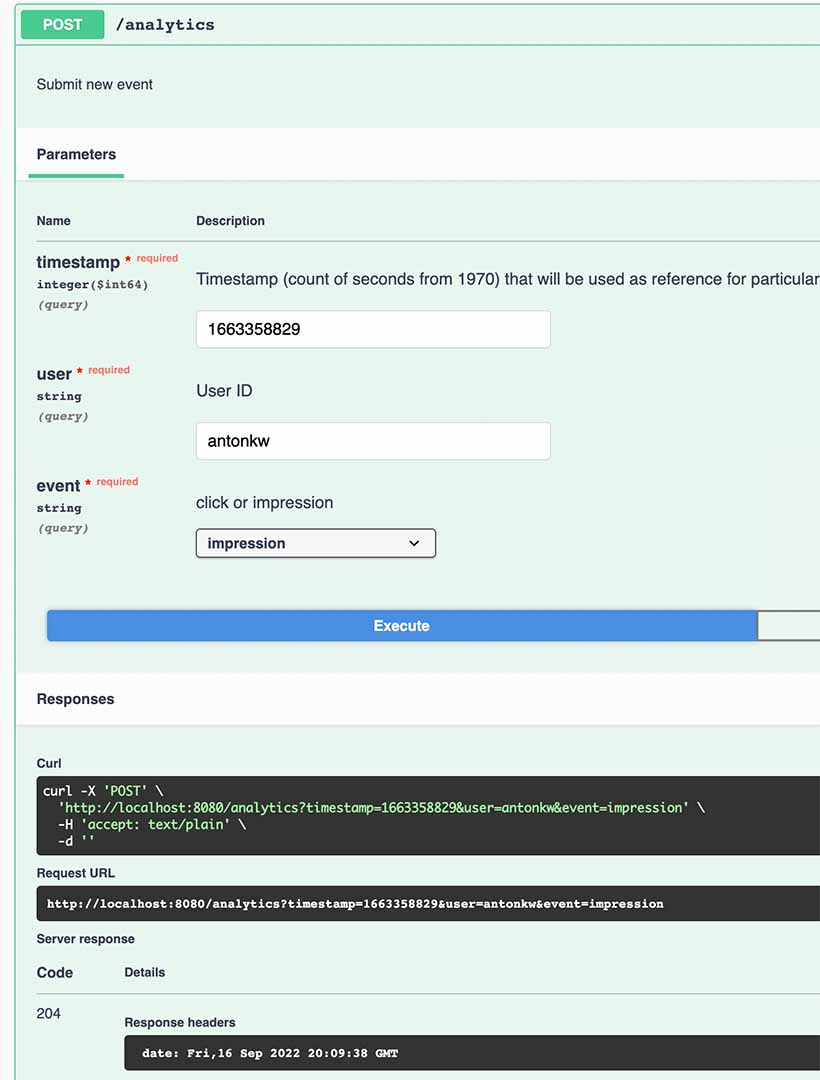 POST /analytics
Submit new event
Parameters
Name Description
timestamp * required
integer($int64)
(query)
Timestamp (count of seconds from 1970) that will be used as reference for particular
1663358829
user * required
string
(query)
User ID
antonkw
event * required
string
(query)
click or impression
impression
Execute
Responses
Curl
curl -X 'POST' \
'http://localhost:8080/analytics?timestamp=1663358829&user=antonkw&event=impression' \
-H 'accept: text/plain' \
-d ''
Request URL
http://localhost:8080/analytics?timestamp=1663358829&user=antonkw&event=impression
Server response
Code Details
204
Response headers
date: Fri,16 Sep 2022 20:09:38 GMT